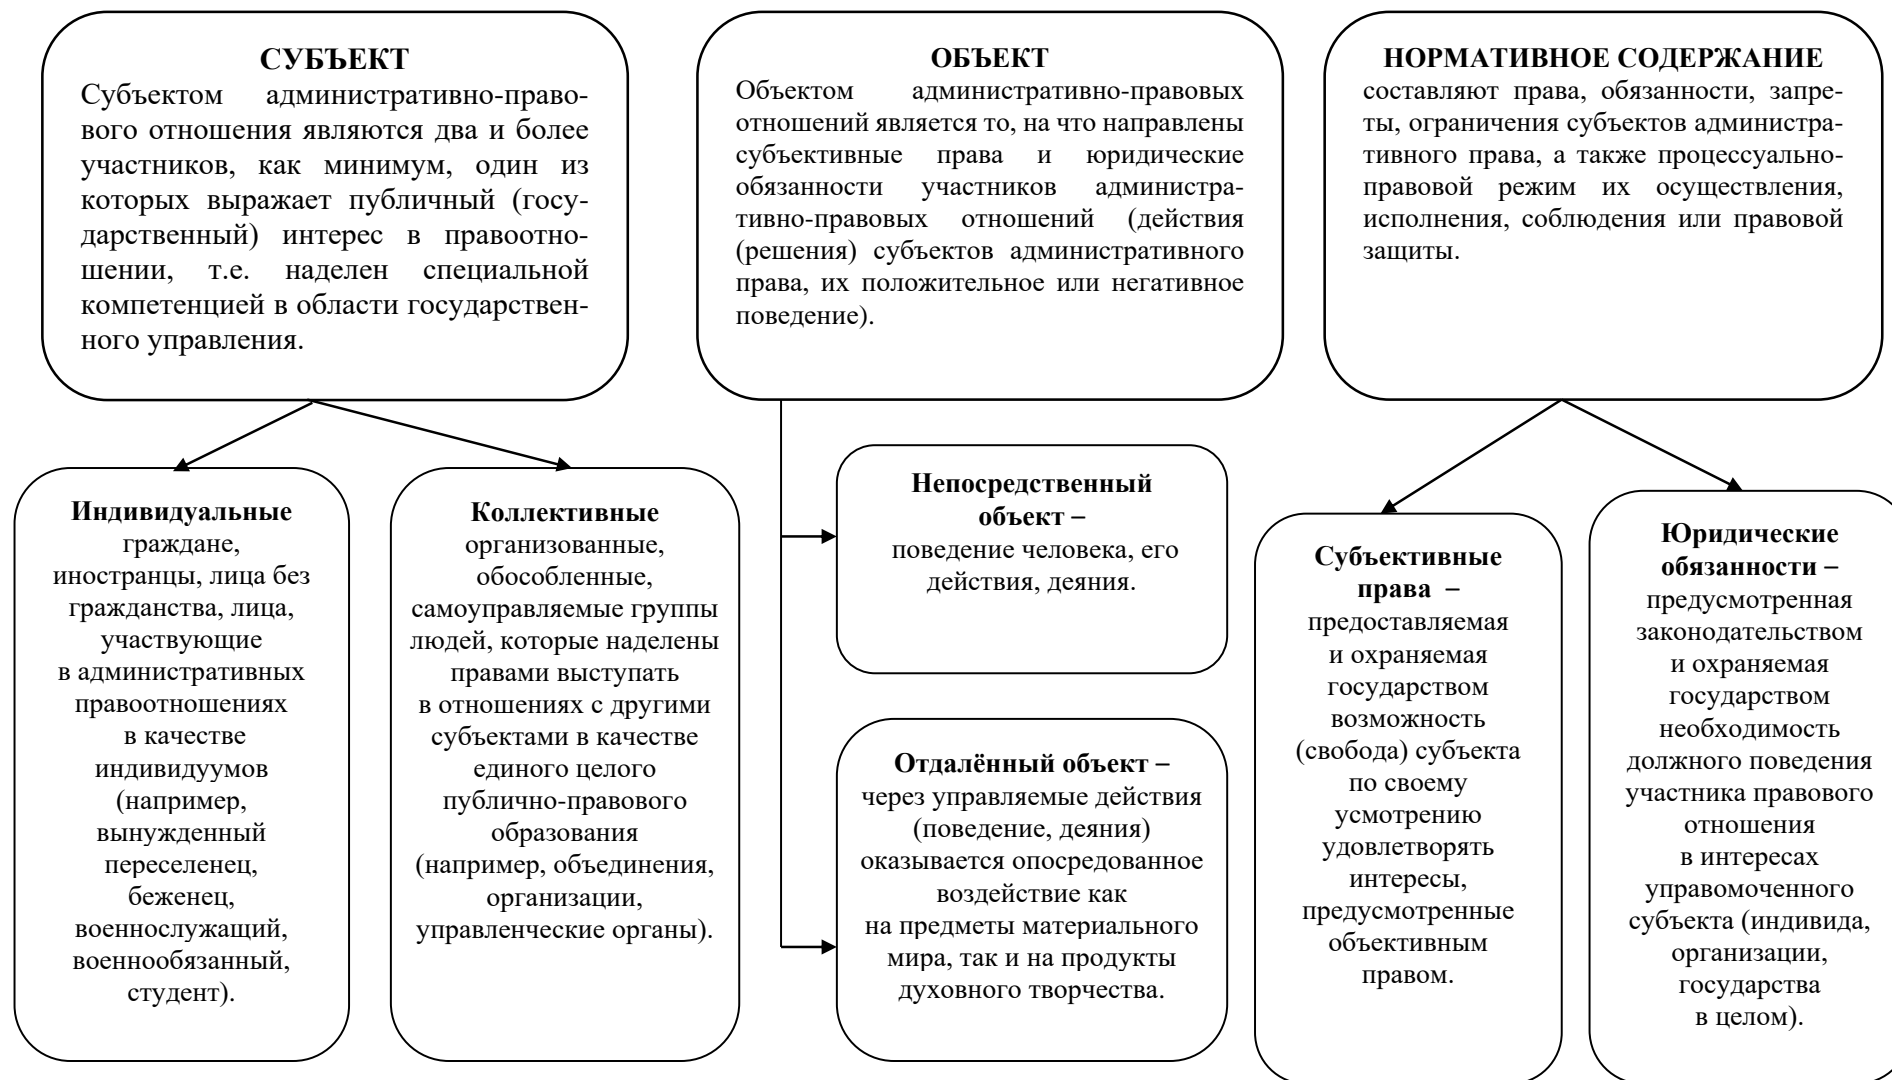 СУБЪЕКТ
Субъектом административно-право-
вого отношения являются два и более
участников, как минимум, один из
которых выражает публичный (госу-
дарственный) интерес в правоотно-
шении, т.е. наделен специальной
компетенцией в области государствен-
ного управления.
ОБЪЕКТ
Объектом административно-правовых
отношений является то, на что направлены
субъективные права и юридические
обязанности участников администра-
тивно-правовых отношений (действия
(решения) субъектов административного
права, их положительное или негативное
поведение).
НОРМАТИВНОЕ СОДЕРЖАНИЕ
составляют права, обязанности, запре-
ты, ограничения субъектов администра-
тивного права, а также процессуально-
правовой режим их осуществления,
исполнения, соблюдения или правовой
защиты.
Индивидуальные
граждане,
иностранцы, лица без
гражданства, лица,
участвующие
в административных
правоотношениях
в качестве
индивидуумов
(например,
вынужденный
переселенец,
беженец,
военнослужащий,
военнообязанный,
студент).
Коллективные
организованные,
обособленные,
самоуправляемые группы
людей, которые наделены
правами выступать
в отношениях с другими
субъектами в качестве
единого целого
публично-правового
образования
(например, объединения,
организации,
управленческие органы).
Непосредственный
объект –
поведение человека, его
действия, деяния.
Отдалённый объект –
через управляемые действия
(поведение, деяния)
оказывается опосредованное
воздействие как
на предметы материального
мира, так и на продукты
духовного творчества.
Субъективные
права –
предоставляемая
и охраняемая
государством
возможность
(свобода) субъекта
по своему
усмотрению
удовлетворять
интересы,
предусмотренные
объективным
правом.
Юридические
обязанности –
предусмотренная
законодательством
и охраняемая
государством
необходимость
должного поведения
участника правового
отношения
в интересах
управомоченного
субъекта (индивида,
организации,
государства
в целом).